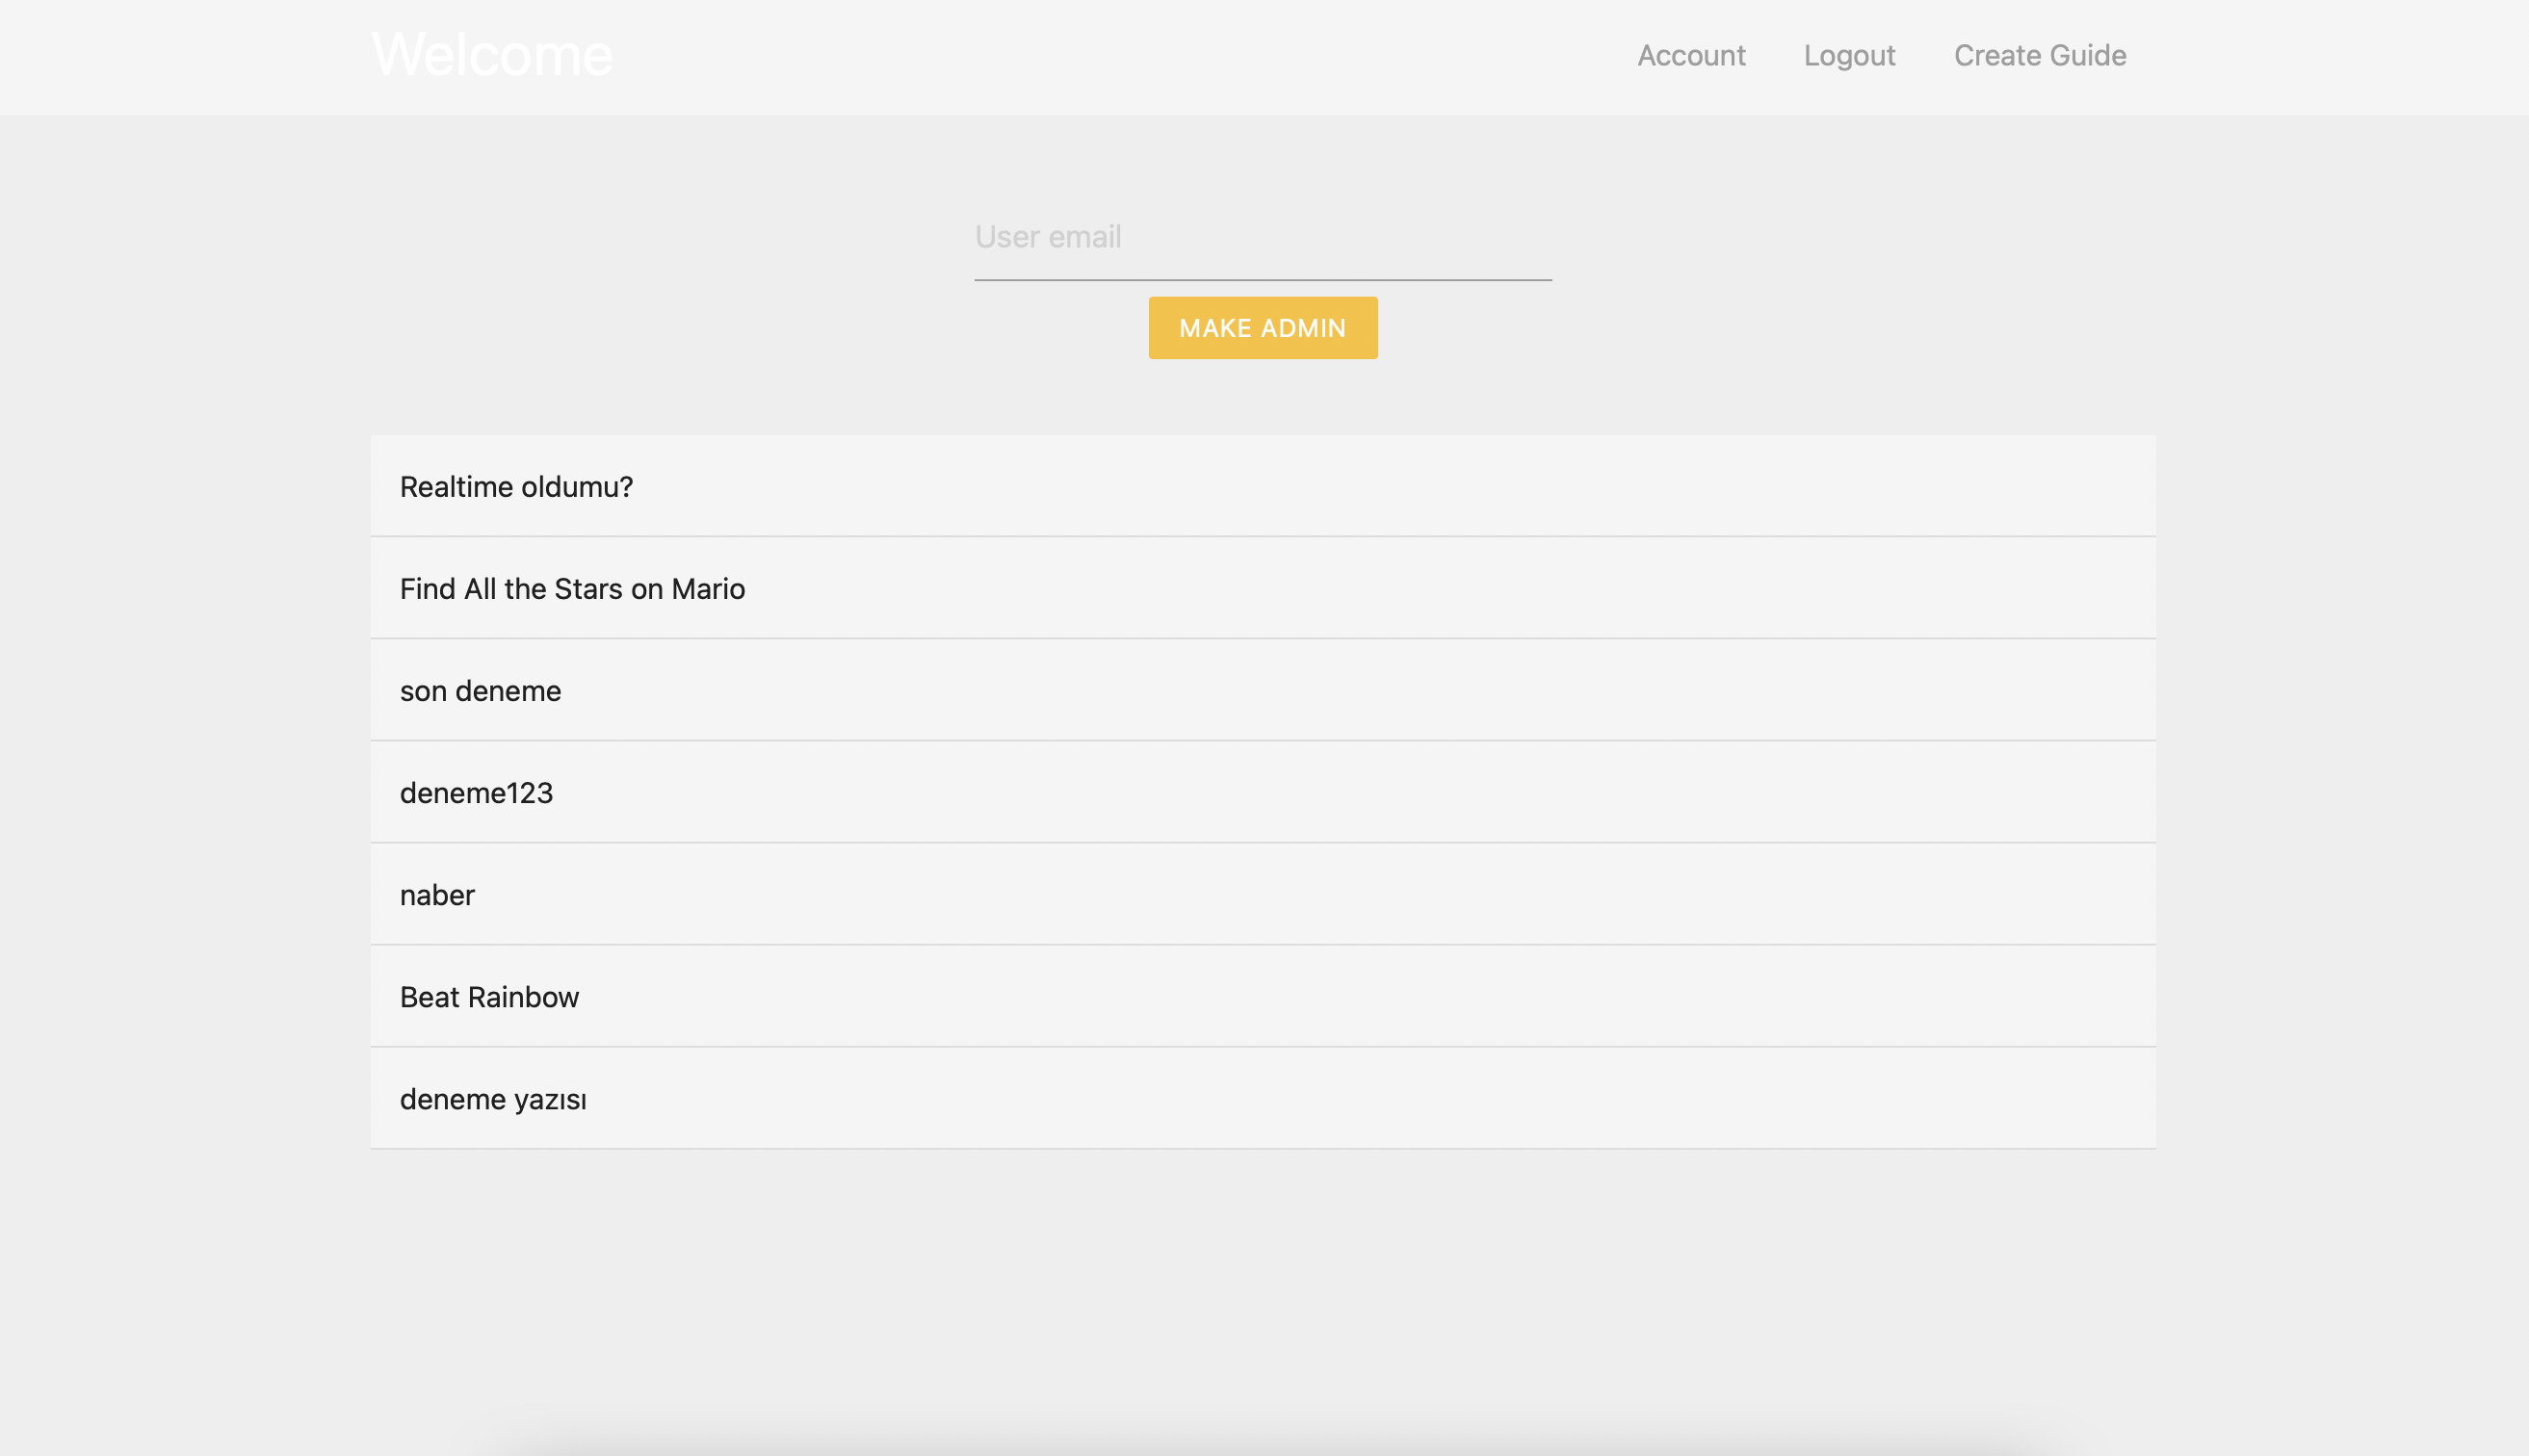 Welcome
Account Logout Create Guide
User email
MAKE ADMIN
Realtime oldumu?
Find All the Stars on Mario
son deneme
deneme123
naber
Beat Rainbow
deneme yazısı